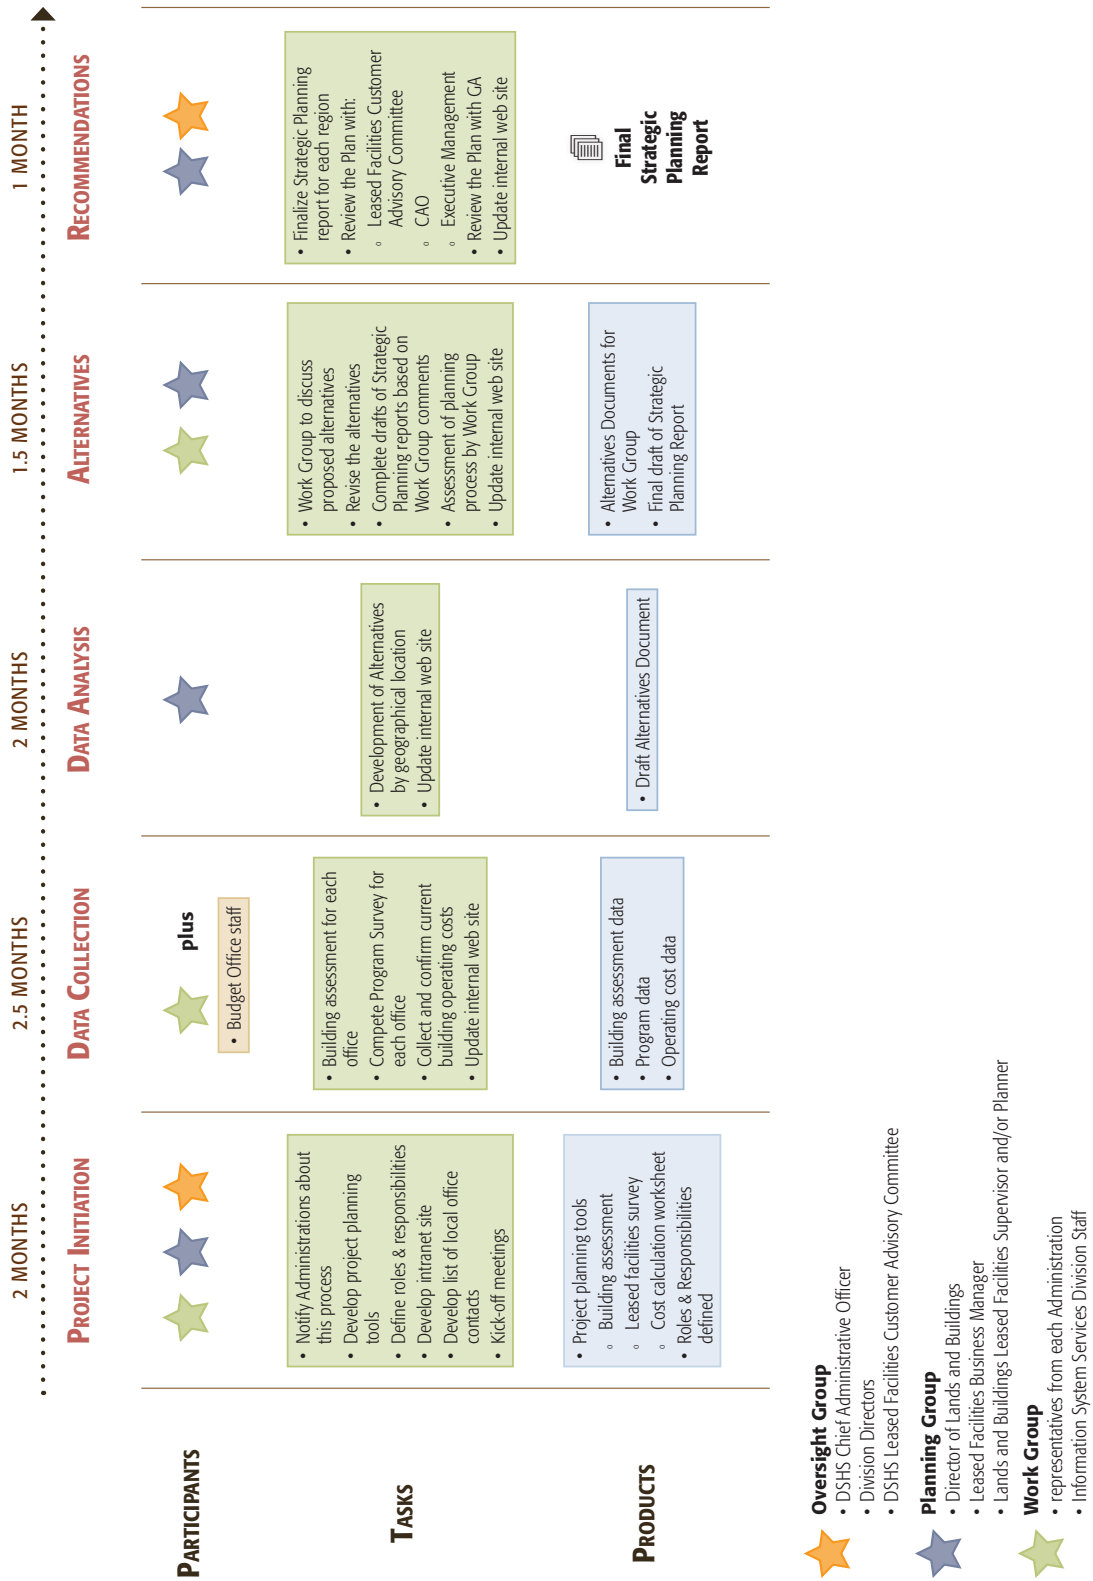 2 MONTHS
2.5 MONTHS
2 MONTHS
1.5 MONTHS
1 MONTH
PROJECT INITIATION
DATA COLLECTION
DATA ANALYSIS
ALTERNATIVES
RECOMMENDATIONS
PARTICIPANTS
plus
• Budget Office staff
TASKS
• Notify Administrations about
this process
• Develop project planning
tools
• Define roles & responsibilities
• Develop intranet site
• Develop list of local office
contacts
• Kick-off meetings
• Building assessment for each
office
• Compete Program Survey for
each office
• Collect and confirm current
building operating costs
• Update internal web site
• Development of Alternatives
by geographical location
• Update internal web site
• Work Group to discuss
proposed alternatives
• Revise the alternatives
• Complete drafts of Strategic
Planning reports based on
Work Group comments
• Assessment of planning
process by Work Group
• Update internal web site
• Finalize Strategic Planning
report for each region
• Review the Plan with:
○ Leased Facilities Customer
Advisory Committee
○ CAO
○ Executive Management
• Review the Plan with GA
• Update internal web site
PRODUCTS
• Project planning tools
○ Building assessment
○ Leased facilities survey
○ Cost calculation worksheet
• Roles & Responsibilities
defined
• Building assessment data
• Program data
• Operating cost data
• Draft Alternatives Document
• Alternatives Documents for
Work Group
• Final draft of Strategic
Planning Report
Final
Strategic
Planning
Report
Oversight Group
• DSHS Chief Administrative Officer
• Division Directors
• DSHS Leased Facilities Customer Advisory Committee
Planning Group
• Director of Lands and Buildings
• Leased Facilities Business Manager
• Lands and Buildings Leased Facilities Supervisor and/or Planner
Work Group
• representatives from each Administration
• Information System Services Division Staff